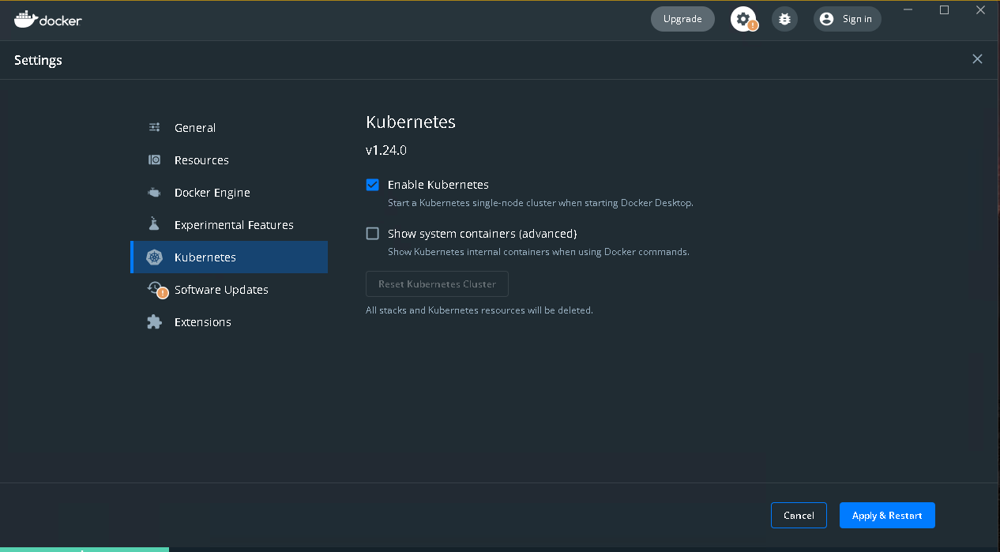 docker
Upgrade
Sign in
Settings
General
Resources
Docker Engine
Experimental Features
Kubernetes
Software Updates
Extensions
Kubernetes
v1.24.0
Enable Kubernetes
Start a Kubernetes single-node cluster when starting Docker Desktop.
Show system containers (advanced)
Show Kubernetes internal containers when using Docker commands.
Reset Kubernetes Cluster
All stacks and Kubernetes resources will be deleted.
Cancel
Apply & Restart